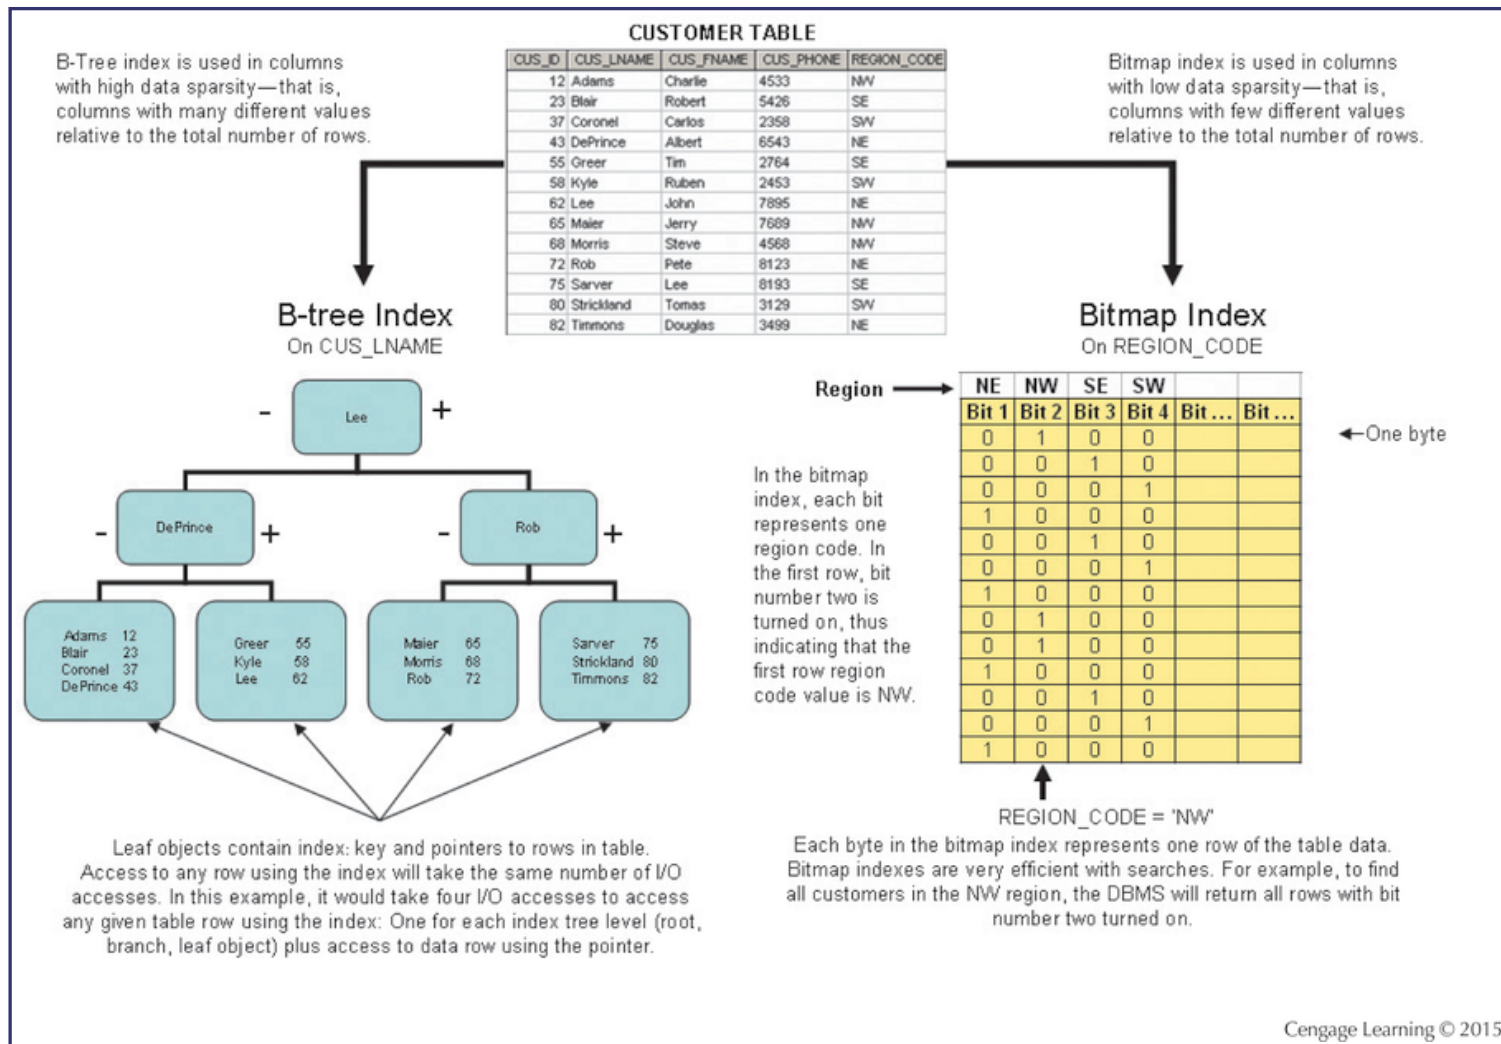 CUSTOMER TABLE
B-Tree index is used in columns
with high data sparsity—that is,
columns with many different values
relative to the total number of rows.
CUS_ID CUS_LNAME CUS_FNAME CUS_PHONE REGION_CODE
12 Adams Charlie 4533 NW
23 Blair Robert 5426 SE
37 Coronel Carlos 2358 SW
43 DePrince Albert 6543 NE
55 Greer Tim 2764 SE
58 Kyle Ruben 2453 SW
62 Lee John 7895 NE
65 Maier Jerry 7689 NW
68 Morris Steve 4568 NW
72 Rob Pete 8123 NE
75 Sarver Lee 8193 SE
80 Strickland Tomas 3129 SW
82 Timmons Douglas 3499 NE
Bitmap index is used in columns
with low data sparsity—that is,
columns with few different values
relative to the total number of rows.
B-tree Index
On CUS_LNAME
- Lee +
- DePrince +
- Rob +
Adams 12
Blair 23
Coronel 37
DePrince 43
Greer 55
Kyle 58
Lee 62
Maier 65
Morris 68
Rob 72
Sarver 75
Strickland 80
Timmons 82
Leaf objects contain index: key and pointers to rows in table.
Access to any row using the index will take the same number of I/O
accesses. In this example, it would take four I/O accesses to access
any given table row using the index: One for each index tree level (root,
branch, leaf object) plus access to data row using the pointer.
Bitmap Index
On REGION_CODE
Region
NE NW SE SW
Bit 1 Bit 2 Bit 3 Bit 4 Bit ... Bit ...
0 1 0 0
0 0 1 0
0 0 0 1
1 0 0 0
0 0 1 0
0 0 0 1
1 0 0 0
0 1 0 0
0 1 0 0
1 0 0 0
0 0 1 0
0 0 0 1
1 0 0 0
One byte
In the bitmap
index, each bit
represents one
region code. In
the first row, bit
number two is
turned on, thus
indicating that the
first row region
code value is NW.
REGION_CODE = 'NW'
Each byte in the bitmap index represents one row of the table data.
Bitmap indexes are very efficient with searches. For example, to find
all customers in the NW region, the DBMS will return all rows with bit
number two turned on.
Cengage Learning © 2015